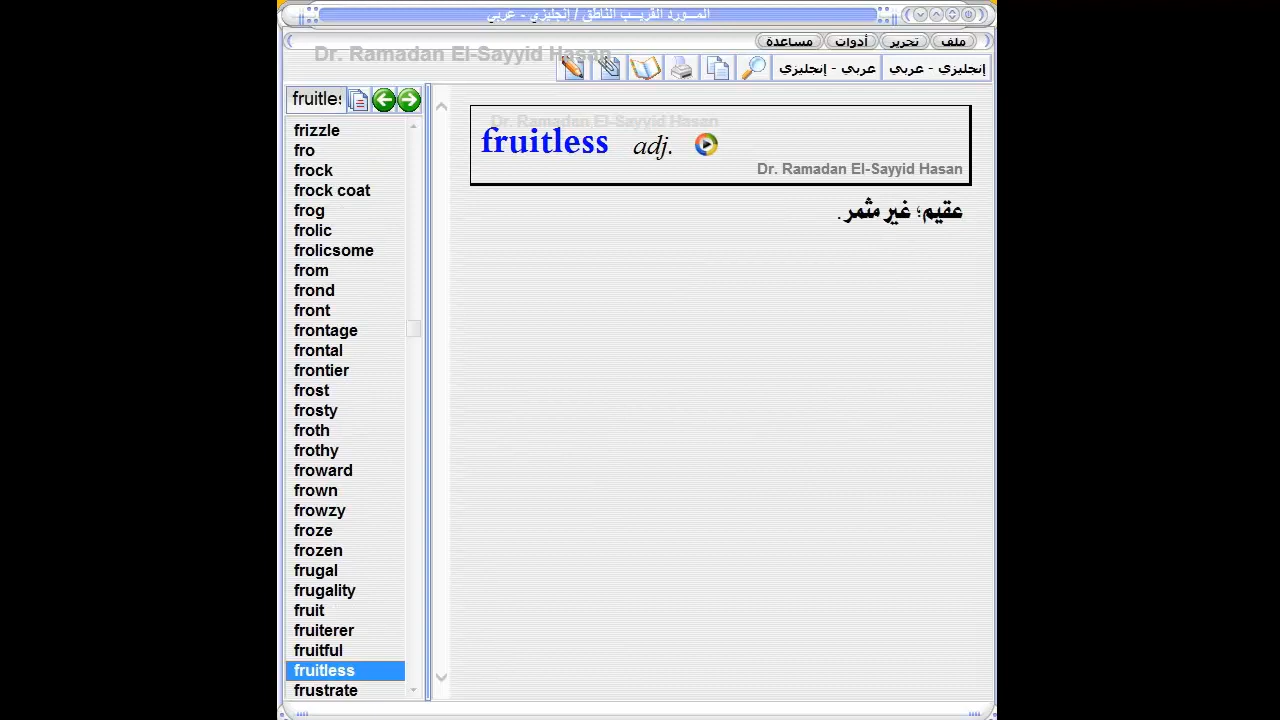 المــورد القريــب الناطق / إنجليزي - عربي
ملف تحرير أدوات مساعدة
Dr. Ramadan El-Sayyid Hasan
إنجليزي - عربي عربي - إنجليزي
fruitles
frizzle
fro
frock
frock coat
frog
frolic
frolicsome
from
frond
front
frontage
frontal
frontier
frost
frosty
froth
frothy
froward
frown
frowzy
froze
frozen
frugal
frugality
fruit
fruiterer
fruitful
fruitless
frustrate
Dr. Ramadan El-Sayyid Hasan
fruitless adj.
Dr. Ramadan El-Sayyid Hasan
عقيم؛ غير مثمر.